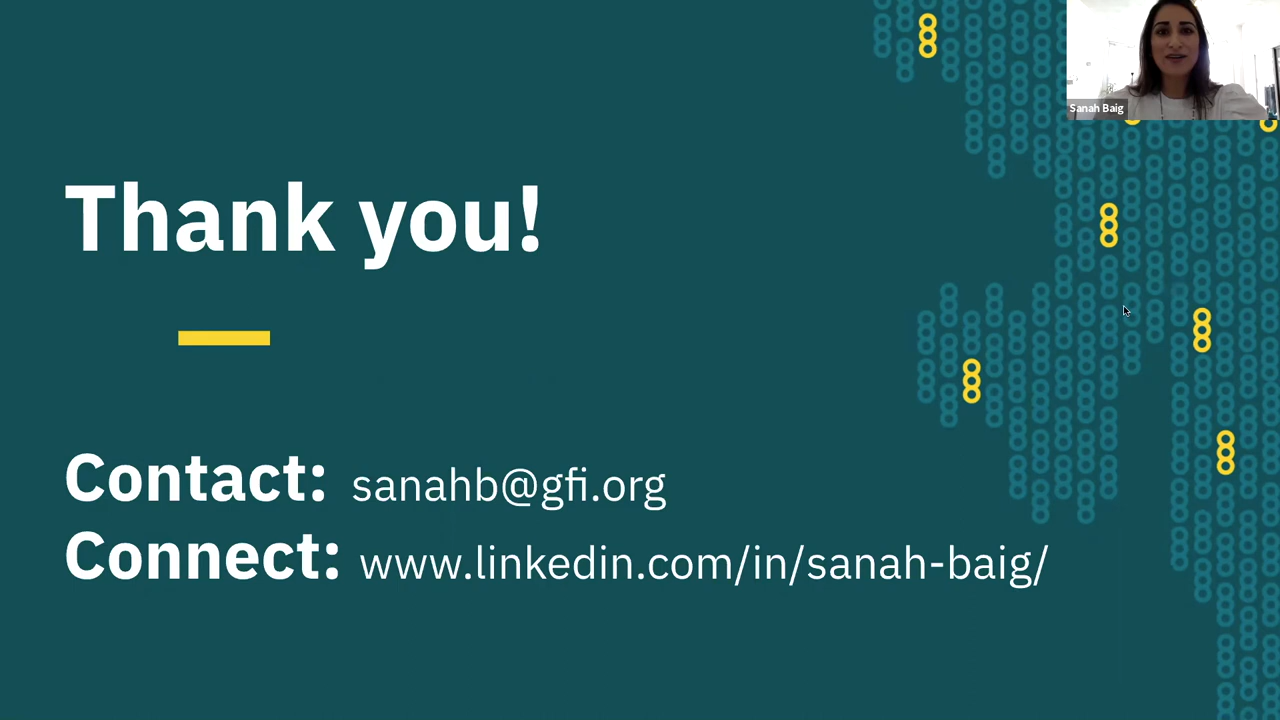 Sanah Baig
Thank you!
Contact: sanahb@gfi.org
Connect: www.linkedin.com/in/sanah-baig/